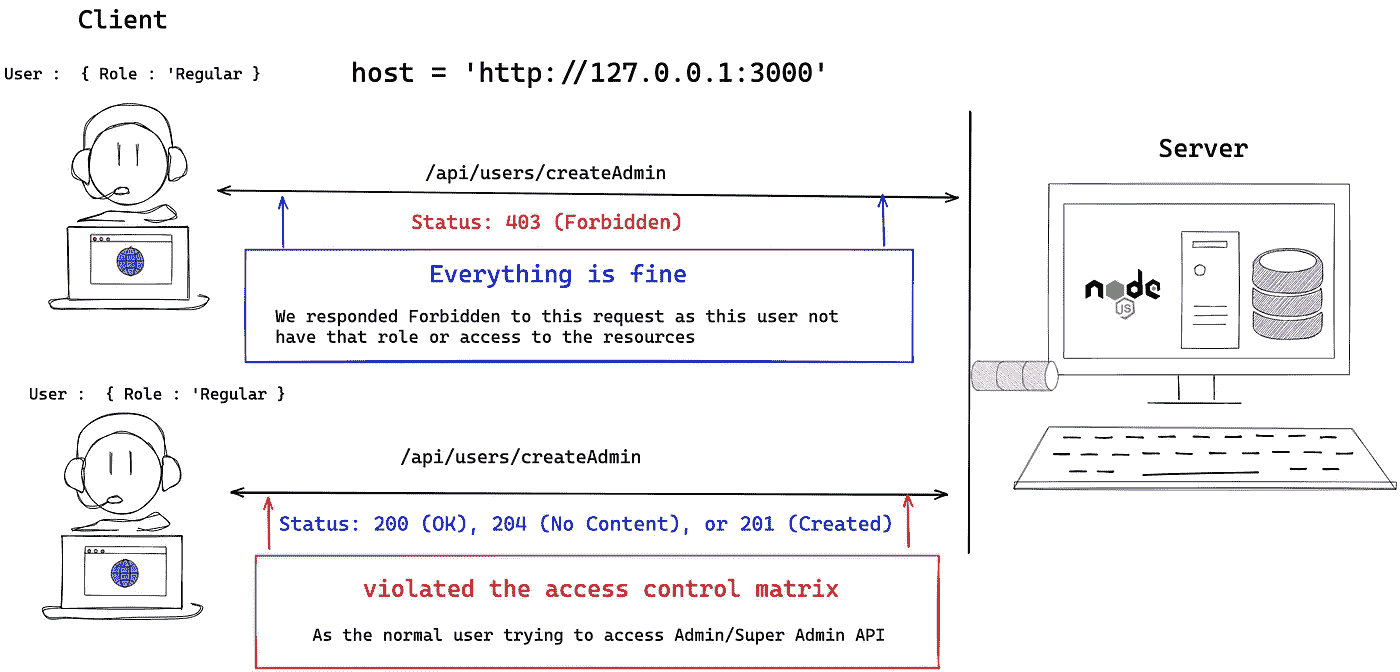 Client
User :  { Role : 'Regular }
host = 'http://127.0.0.1:3000'
Server
/api/users/createAdmin
Status: 403 (Forbidden)
Everything is fine
We responded Forbidden to this request as this user not
have that role or access to the resources
node
JS
User :  { Role : 'Regular }
/api/users/createAdmin
Status: 200 (OK), 204 (No Content), or 201 (Created)
violated the access control matrix
As the normal user trying to access Admin/Super Admin API